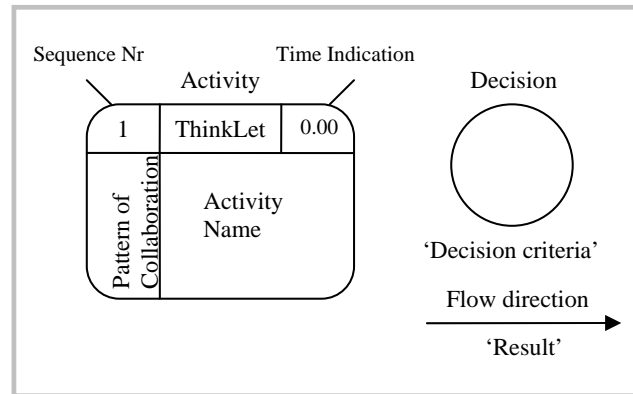 Sequence Nr
Time Indication
Activity
Decision
1
ThinkLet
0.00
Pattern of
Collaboration
Activity
Name
‘Decision criteria’
Flow direction
‘Result’